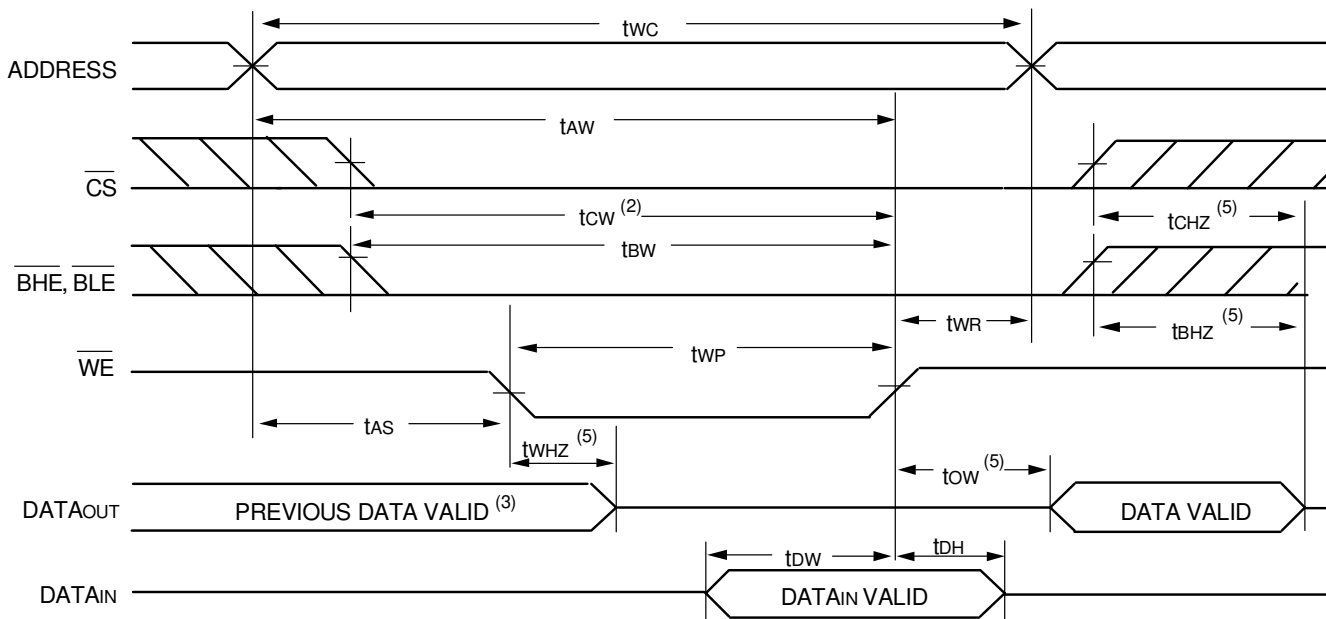 tWC
ADDRESS
tAW
CS
tCW (2)
tCHZ (5)
tBW
BHE, BLE
tWR
tBHZ (5)
tWP
WE
tAS
tWHZ (5)
tOW (5)
DATAOUT
PREVIOUS DATA VALID (3)
DATA VALID
tDW
tDH
DATAIN
DATAIN VALID